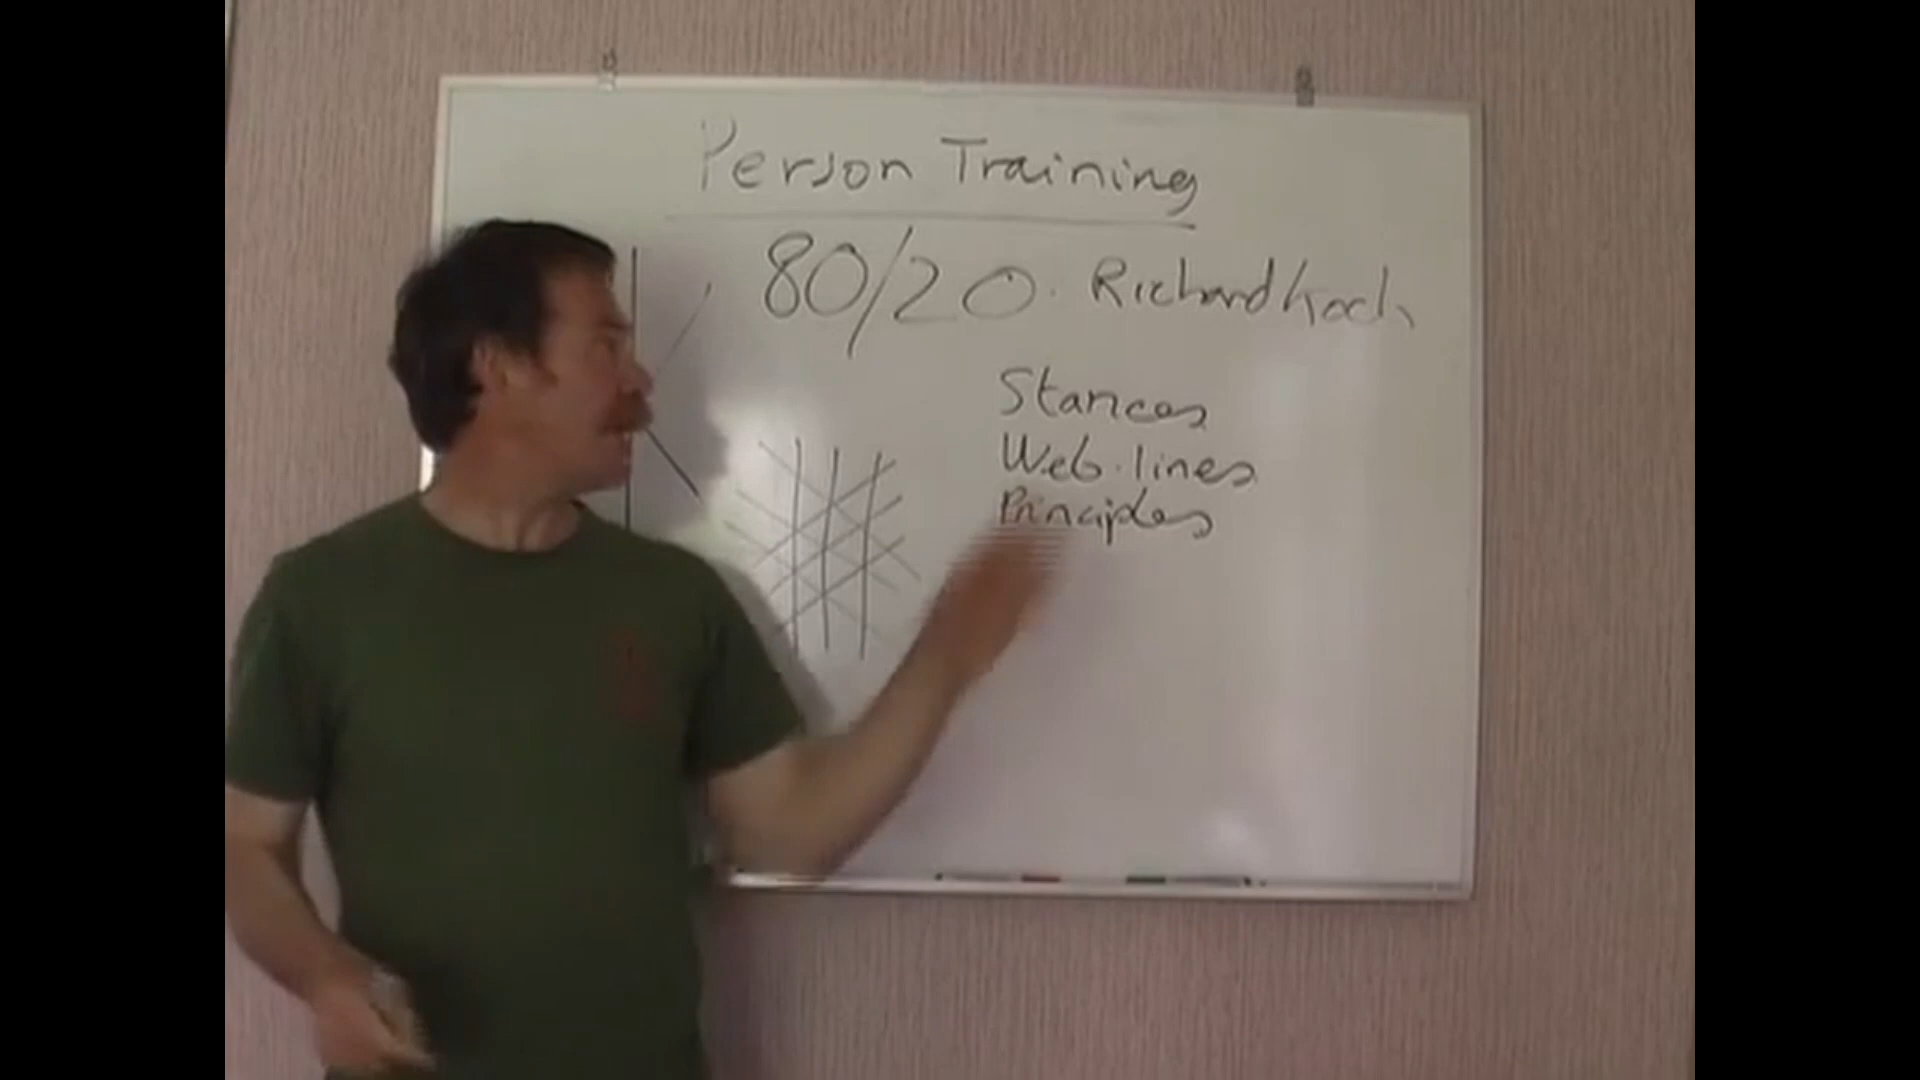 Person Training
80/20. Richard Koch
Stances
Web.lines
Principles